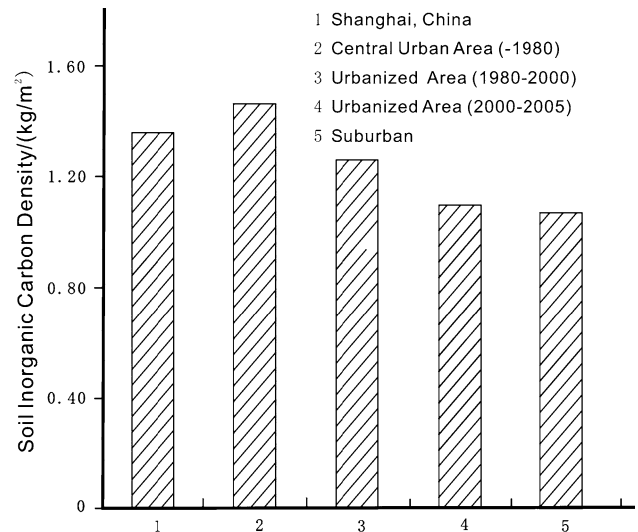 1 Shanghai, China
2 Central Urban Area (-1980)
3 Urbanized Area (1980-2000)
4 Urbanized Area (2000-2005)
5 Suburban
Soil Inorganic Carbon Density/(kg/m²)
1.60
1.20
0.80
0.40
0
1 2 3 4 5